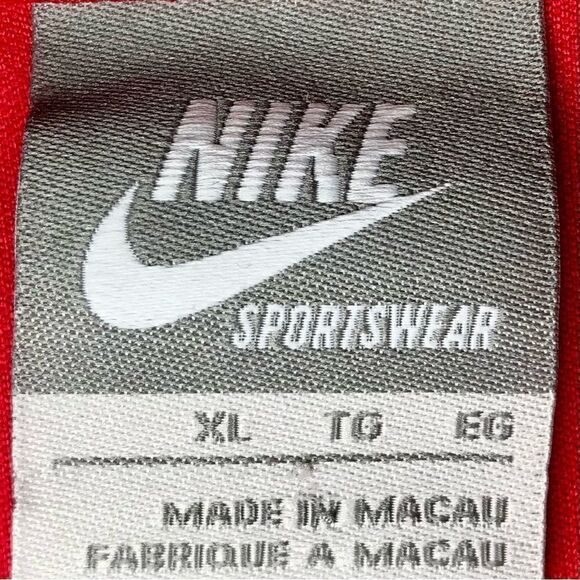 NIKE
SPORTSWEAR
XL TG EG
MADE IN MACAU
FABRIQUE A MACAU